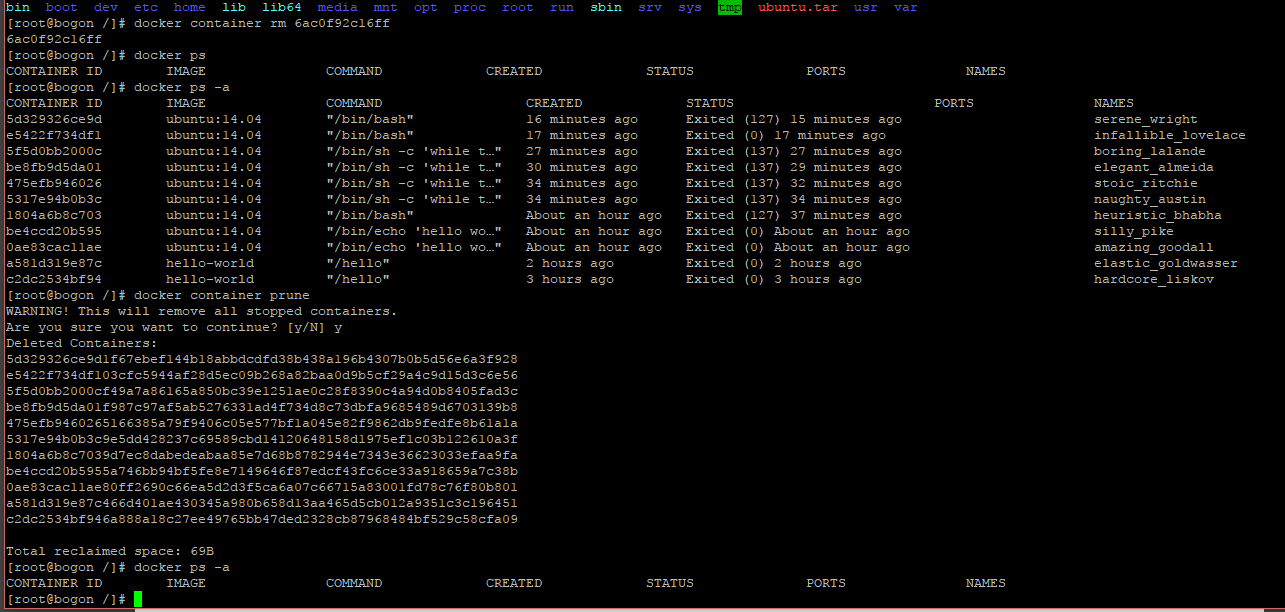 bin boot dev etc home lib lib64 media mnt opt proc root run sbin srv sys tmp ubuntu.tar usr var
[root@bogon /]# docker container rm 6ac0f92c16ff
6ac0f92c16ff
[root@bogon /]# docker ps
CONTAINER ID IMAGE COMMAND CREATED STATUS PORTS NAMES
[root@bogon /]# docker ps -a
CONTAINER ID IMAGE COMMAND CREATED STATUS PORTS NAMES
5d329326ce9d ubuntu:14.04 "/bin/bash" 16 minutes ago Exited (127) 15 minutes ago serene_wright
e5422f734df1 ubuntu:14.04 "/bin/bash" 17 minutes ago Exited (0) 17 minutes ago infallible_lovelace
5f5d0bb2000c ubuntu:14.04 "/bin/sh -c 'while t…" 27 minutes ago Exited (137) 27 minutes ago boring_lalande
be8fb9d5da01 ubuntu:14.04 "/bin/sh -c 'while t…" 30 minutes ago Exited (137) 29 minutes ago elegant_almeida
475efb946026 ubuntu:14.04 "/bin/sh -c 'while t…" 34 minutes ago Exited (137) 32 minutes ago stoic_ritchie
5317e94b0b3c ubuntu:14.04 "/bin/sh -c 'while t…" 34 minutes ago Exited (137) 34 minutes ago naughty_austin
1804a6b8c703 ubuntu:14.04 "/bin/bash" About an hour ago Exited (127) 37 minutes ago heuristic_bhabha
be4ccd20b595 ubuntu:14.04 "/bin/echo 'hello wo…" About an hour ago Exited (0) About an hour ago silly_pike
0ae83cac11ae ubuntu:14.04 "/bin/echo 'hello wo…" About an hour ago Exited (0) About an hour ago amazing_goodall
a581d319e87c hello-world "/hello" 2 hours ago Exited (0) 2 hours ago elastic_goldwasser
c2dc2534bf94 hello-world "/hello" 3 hours ago Exited (0) 3 hours ago hardcore_liskov
[root@bogon /]# docker container prune
WARNING! This will remove all stopped containers.
Are you sure you want to continue? [y/N] y
Deleted Containers:
5d329326ce9d1f67ebef144b18abbdcdfd38b438a196b4307b0b5d56e6a3f928
e5422f734df103cfc5944af28d5ec09b268a82baa0d9b5cf29a4c9d15d3c6e56
5f5d0bb2000cf49a7a86165a850bc39e1251ae0c28f8390c4a94d0b8405fad3c
be8fb9d5da01f987c97af5ab5276331ad4f734d8c73dbfa9685489d6703139b8
475efb9460265166385a79f9406c05e577bf1a045e82f9862db9fedfe8b61a1a
5317e94b0b3c9e5dd428237c69589cbd14120648158d1975ef1c03b122610a3f
1804a6b8c7039d7ec8dabedeabaa85e7d68b8782944e7343e36623033efaa9fa
be4ccd20b5955a746bb94bf5fe8e7149646f87edcf43fc6ce33a918659a7c38b
0ae83cac11ae80ff2690c66ea5d2d3f5ca6a07c66715a83001fd78c76f80b801
a581d319e87c466d401ae430345a980b658d13aa465d5cb012a9351c3c196451
c2dc2534bf946a888a18c27ee49765bb47ded2328cb87968484bf529c58cfa09
Total reclaimed space: 69B
[root@bogon /]# docker ps -a
CONTAINER ID IMAGE COMMAND CREATED STATUS PORTS NAMES
[root@bogon /]#